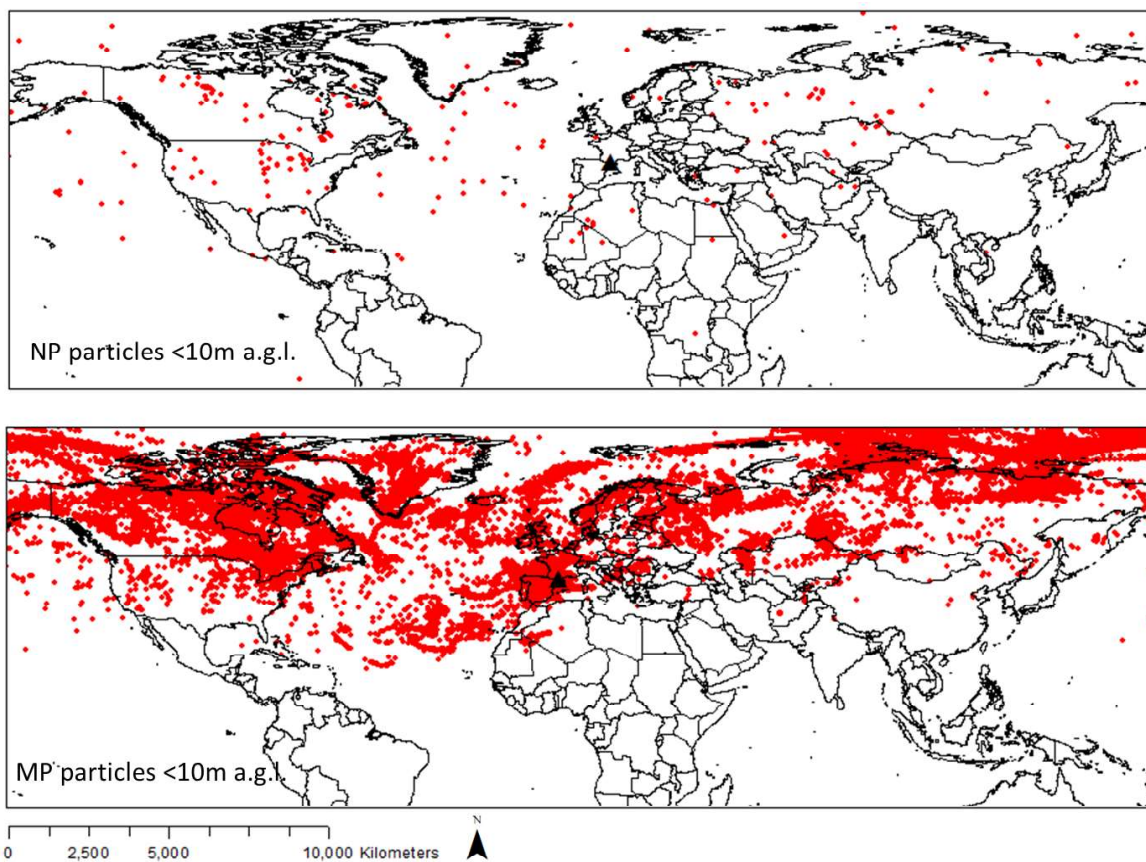 NP particles <10m a.g.l.
MP particles <10m a.g.l.
N
0 2,500 5,000 10,000 Kilometers